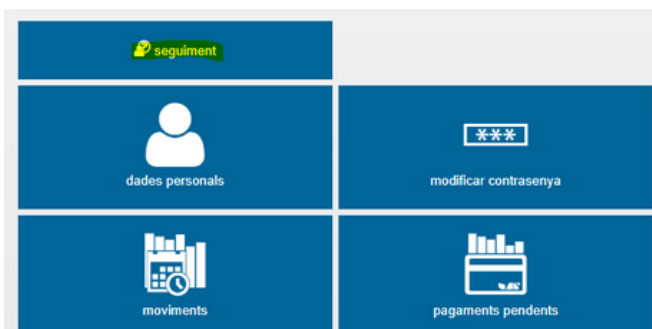 seguiment
dades personals
***
modificar contrasenya
moviments
pagaments pendents